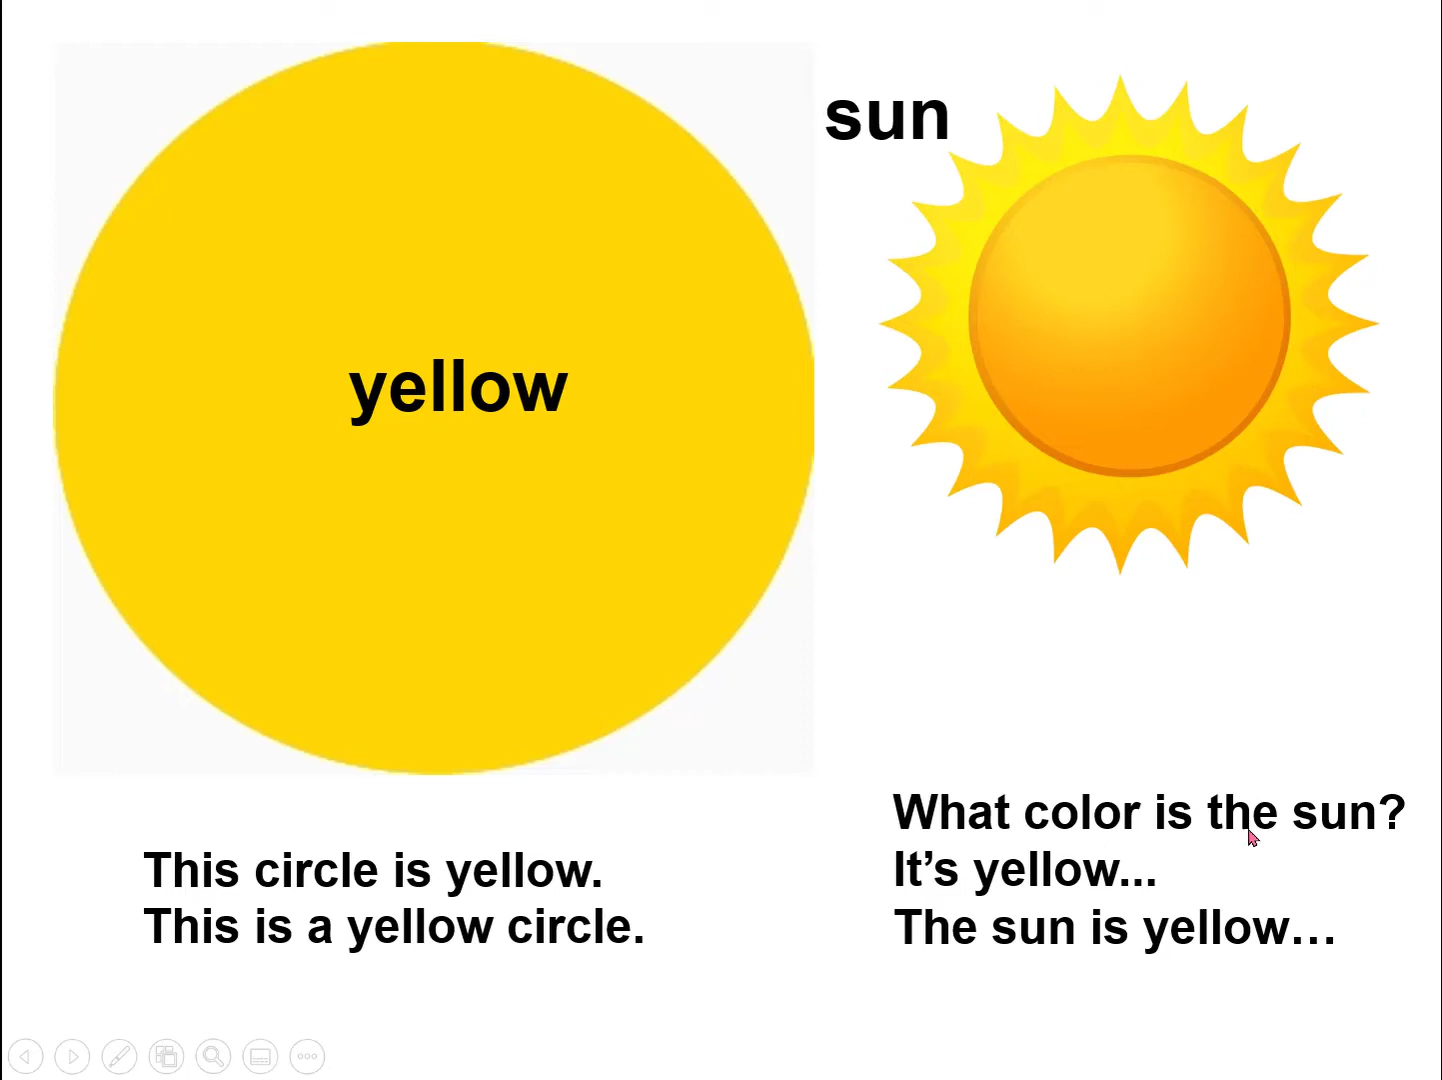 sun
yellow
This circle is yellow.
This is a yellow circle.
What color is the sun?
It’s yellow...
The sun is yellow…